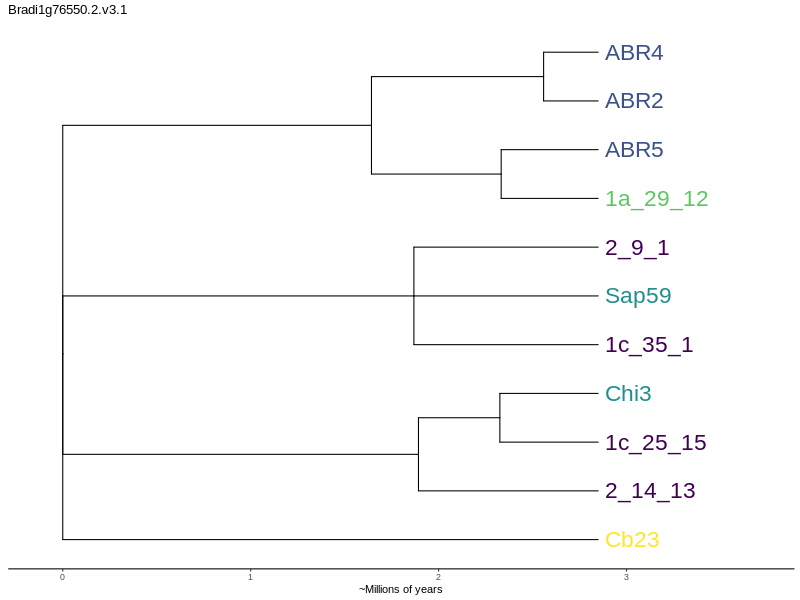 Bradi1g76550.2.v3.1
ABR4
ABR2
ABR5
1a_29_12
2_9_1
Sap59
1c_35_1
Chi3
1c_25_15
2_14_13
Cb23
0 1 2 3
~Millions of years